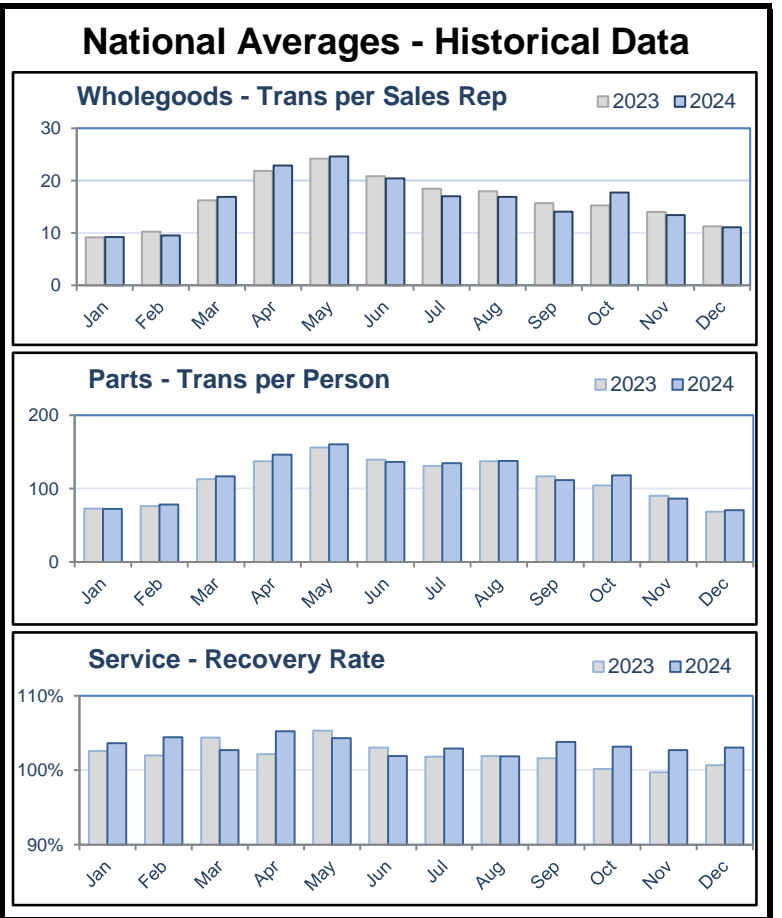 National Averages - Historical Data
Wholegoods - Trans per Sales Rep
2023 2024
30
20
10
0
Jan Feb Mar Apr May Jun Jul Aug Sep Oct Nov Dec
Parts - Trans per Person
2023 2024
200
100
0
Jan Feb Mar Apr May Jun Jul Aug Sep Oct Nov Dec
Service - Recovery Rate
2023 2024
110%
100%
90%
Jan Feb Mar Apr May Jun Jul Aug Sep Oct Nov Dec